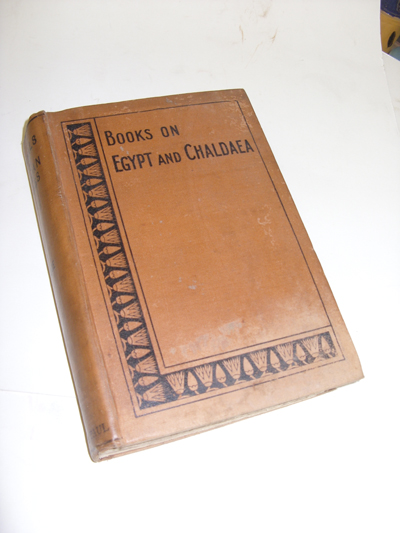 BOOKS ON
EGYPT AND CHALDAEA